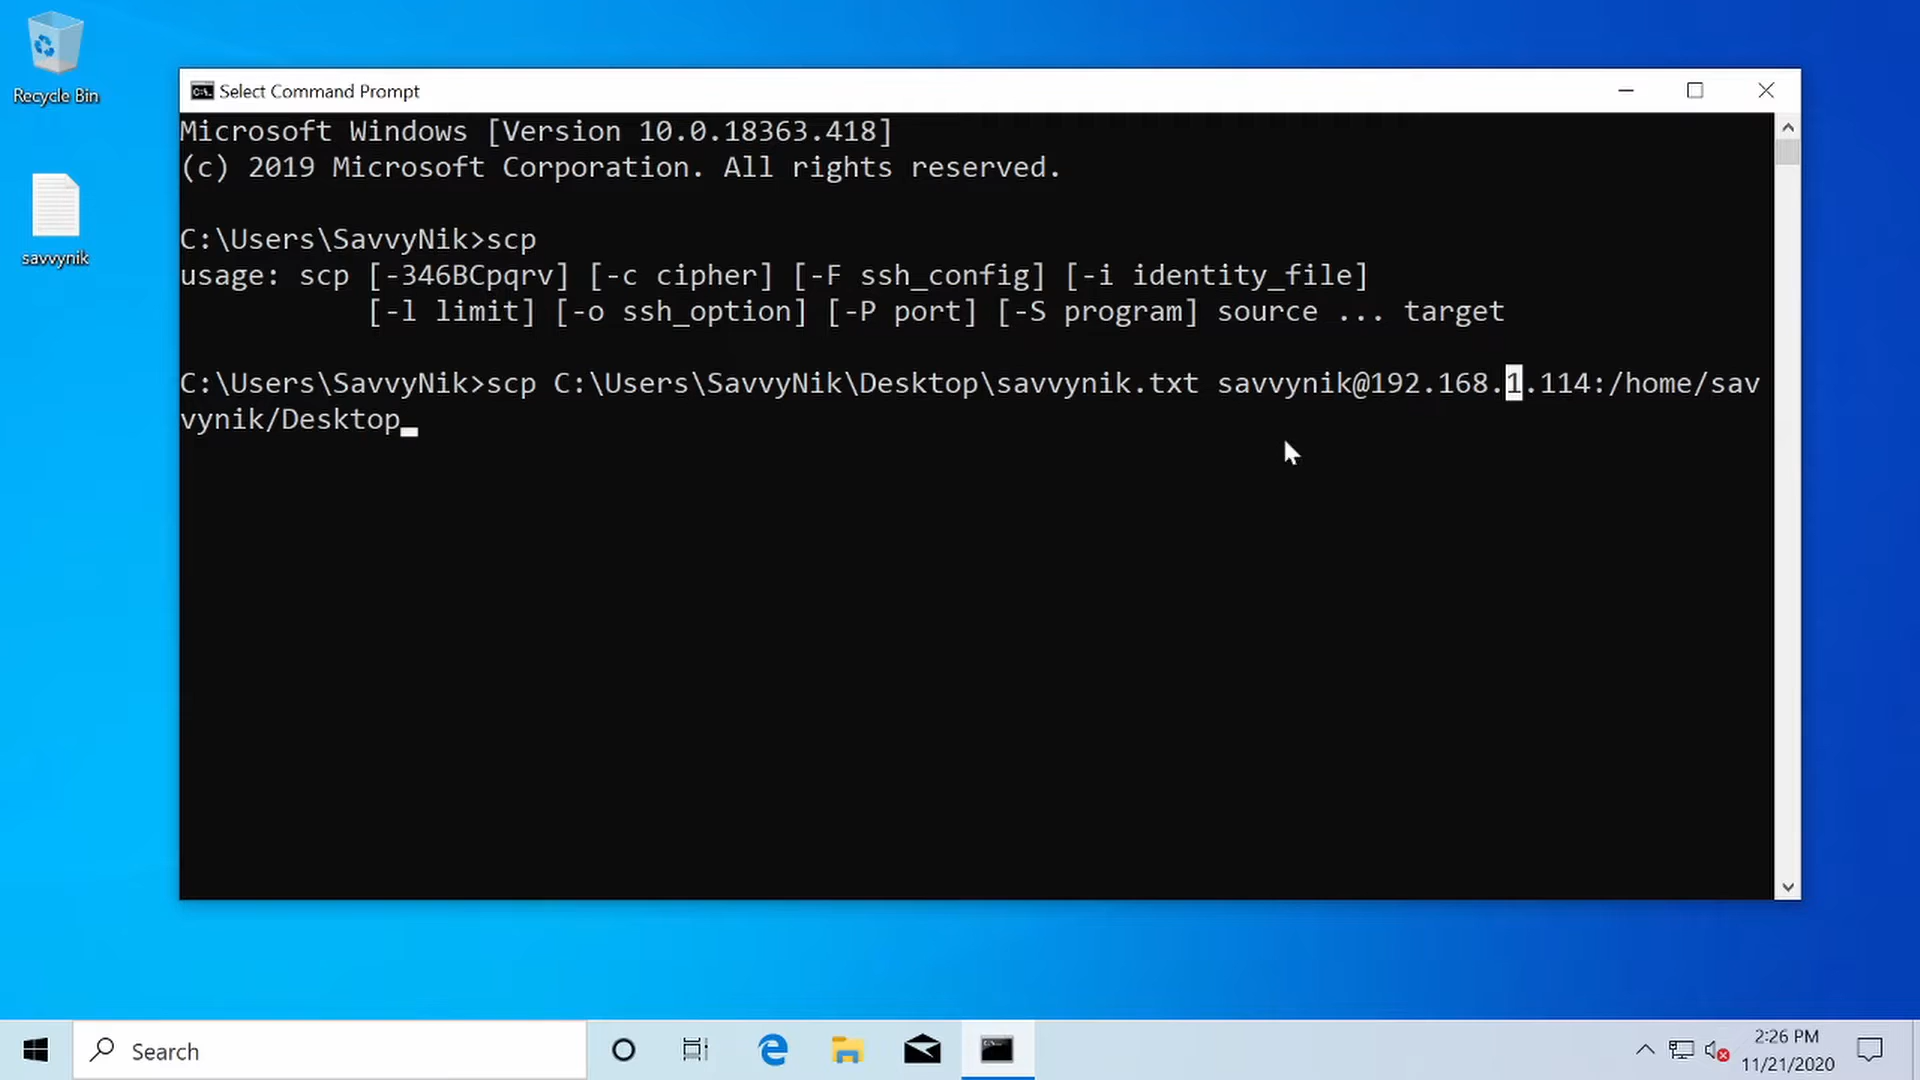 Recycle Bin
savvynik
Select Command Prompt
Microsoft Windows [Version 10.0.18363.418]
(c) 2019 Microsoft Corporation. All rights reserved.
C:\Users\SavvyNik>scp
usage: scp [-346BCpqrv] [-c cipher] [-F ssh_config] [-i identity_file]
[-l limit] [-o ssh_option] [-P port] [-S program] source ... target
C:\Users\SavvyNik>scp C:\Users\SavvyNik\Desktop\savvynik.txt savvynik@192.168.1.114:/home/sav
vynik/Desktop
Search
2:26 PM
11/21/2020